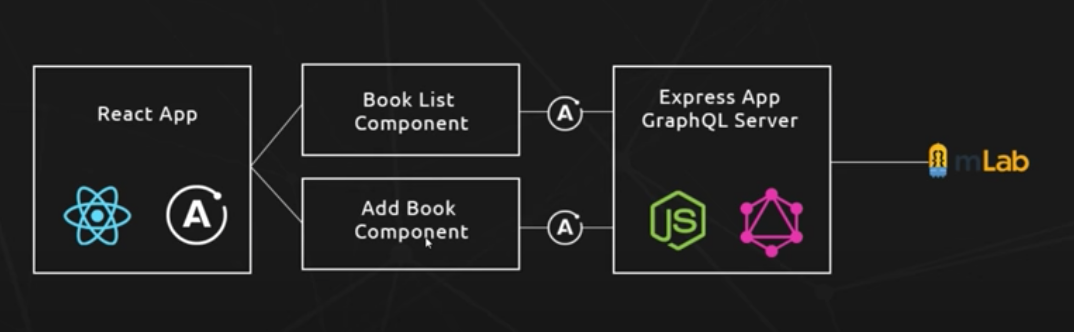 React App
A
Book List
Component
A
Add Book
Component
A
Express App
GraphQL Server
JS
mLab